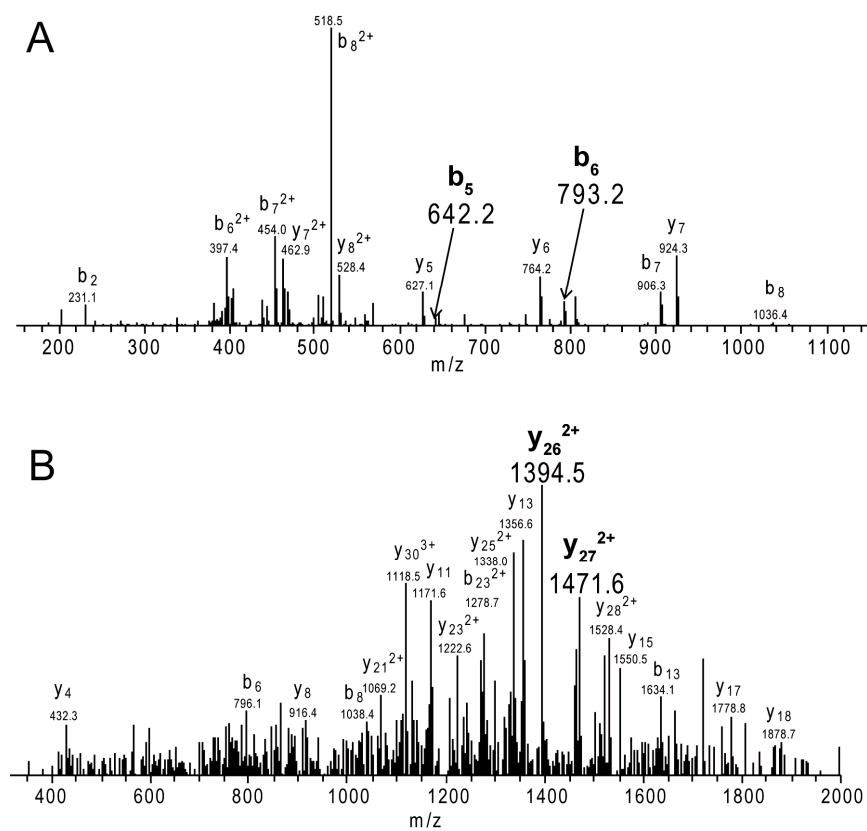 A
518.5
b8 2+
b5
642.2
b6
793.2
b6 2+
397.4
b7 2+
454.0
y7 2+
462.9
y8 2+
528.4
b2
231.1
y5
627.1
y6
764.2
b7
906.3
y7
924.3
b8
1036.4
200 300 400 500 600 700 800 900 1000 1100
m/z
B
y26 2+
1394.5
y13
1356.6
y25 2+
1338.0
y27 2+
1471.6
y30 3+
1118.5
y11
1171.6
b23 2+
1278.7
y28 2+
1528.4
y23 2+
1222.6
y15
1550.5
y21 2+
1069.2
b13
1634.1
y4
432.3
b6
796.1
y8
916.4
b8
1038.4
y17
1778.8
y18
1878.7
400 600 800 1000 1200 1400 1600 1800 2000
m/z